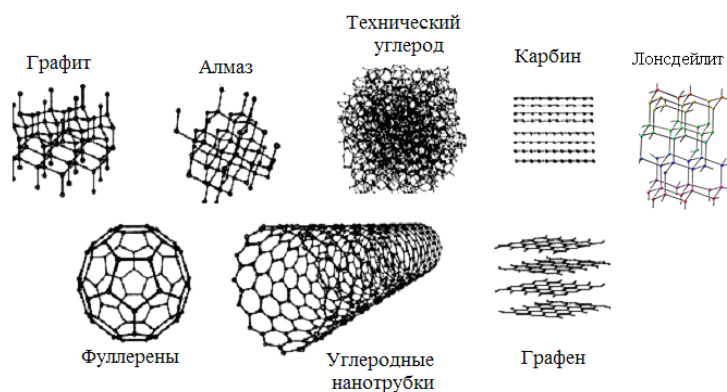 Технический
углерод
Графит
Алмаз
Карбин
Лонсдейлит
Фуллерены
Углеродные
нанотрубки
Графен